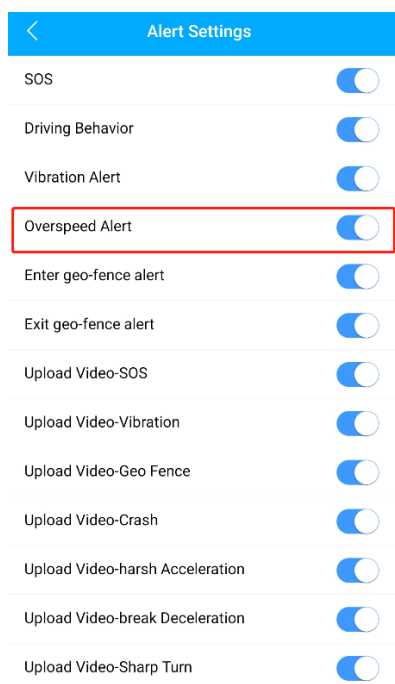 Alert Settings
SOS
Driving Behavior
Vibration Alert
Overspeed Alert
Enter geo-fence alert
Exit geo-fence alert
Upload Video-SOS
Upload Video-Vibration
Upload Video-Geo Fence
Upload Video-Crash
Upload Video-harsh Acceleration
Upload Video-break Deceleration
Upload Video-Sharp Turn